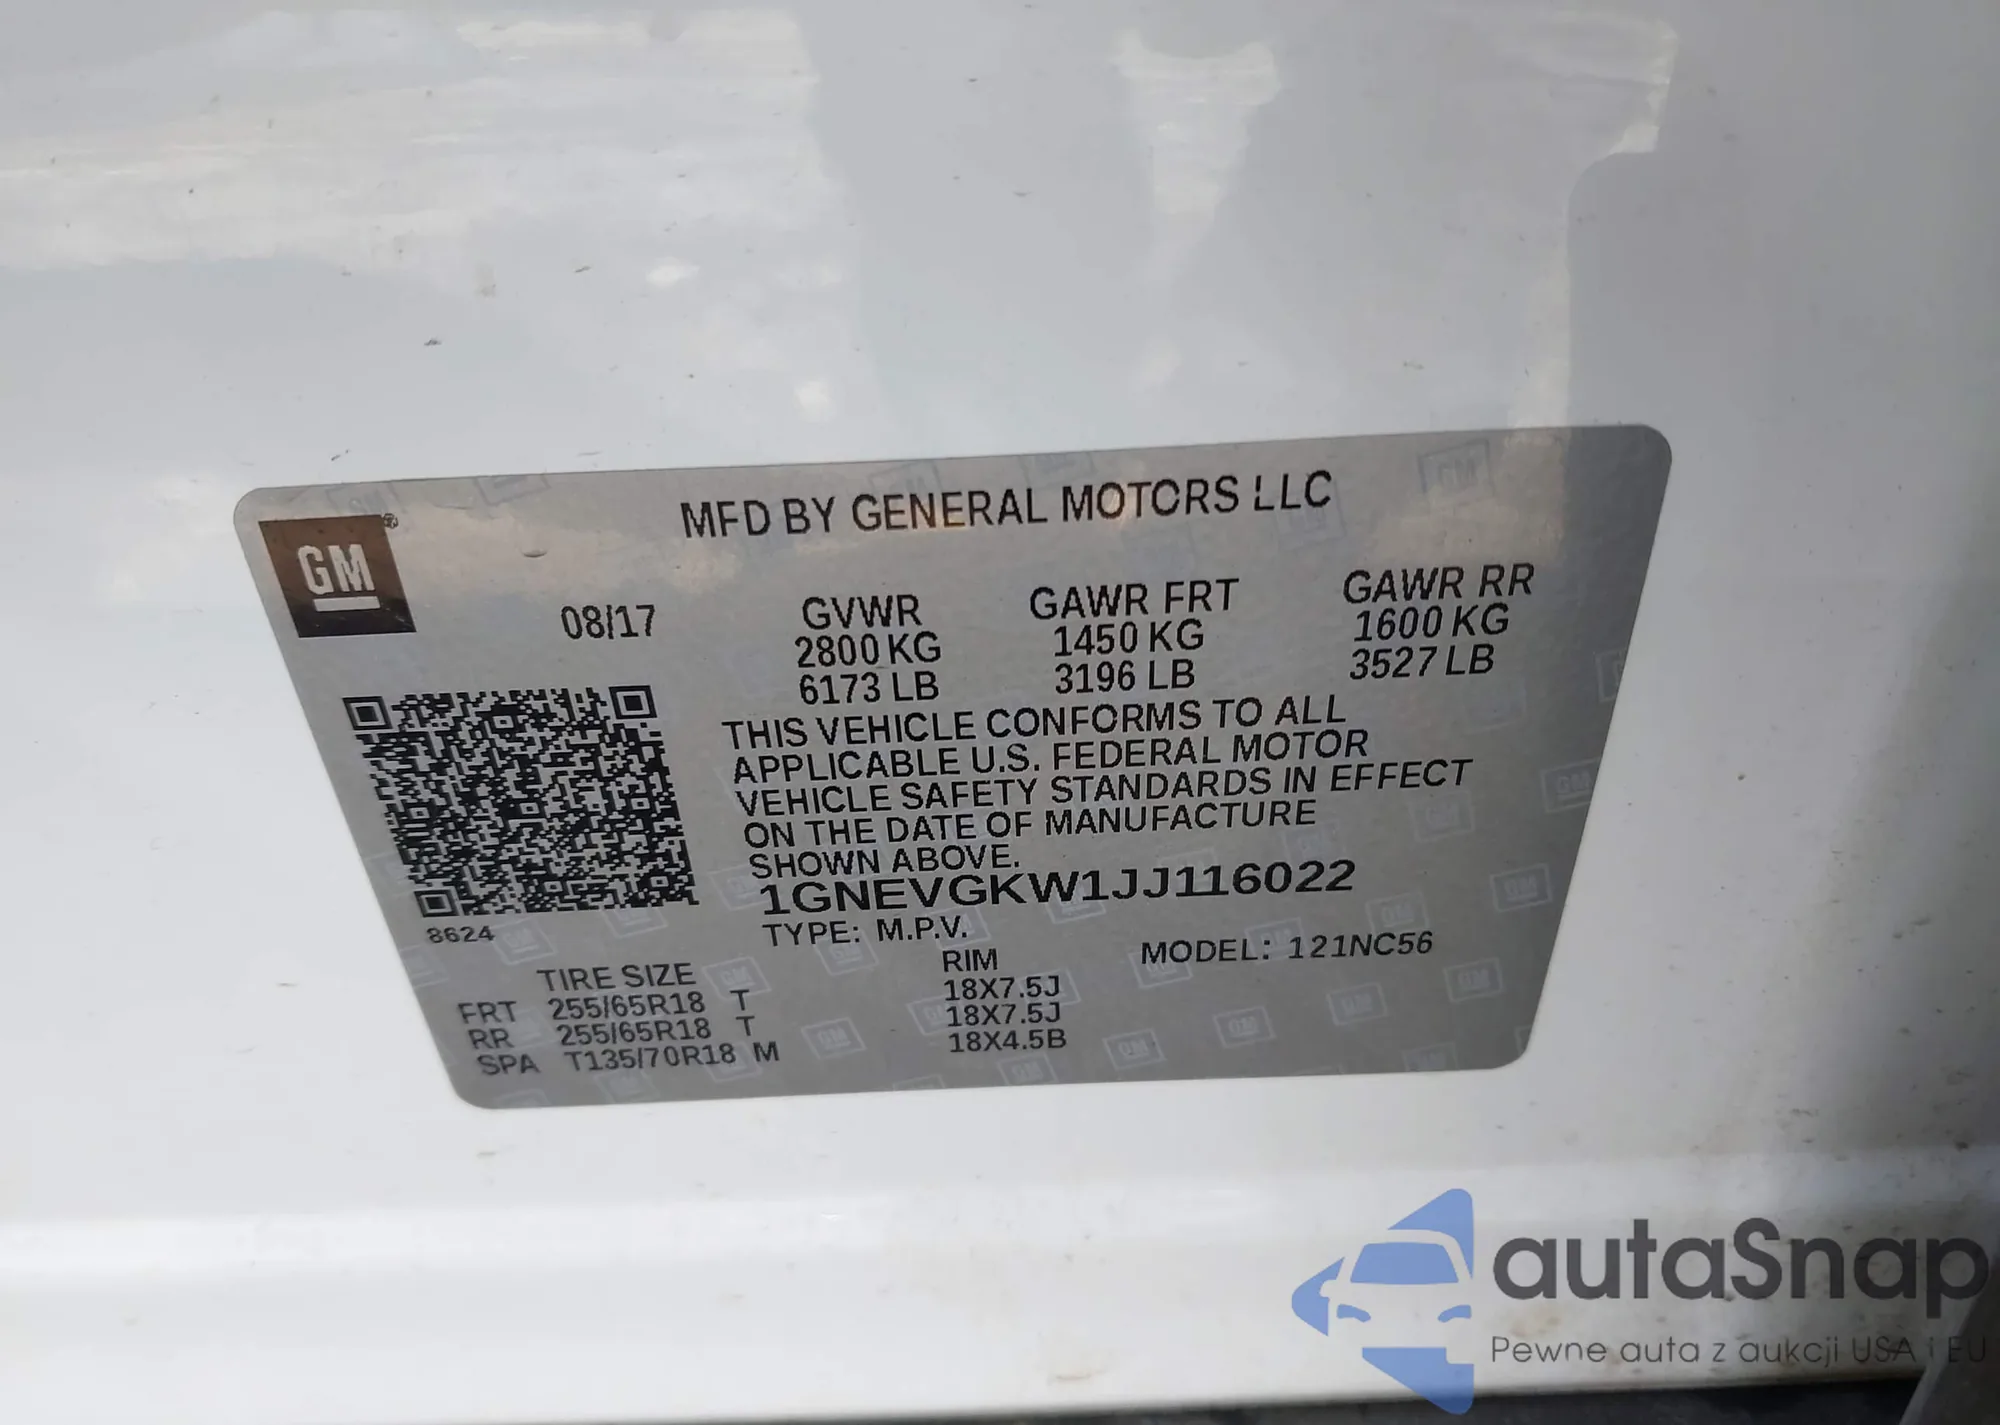 MFD BY GENERAL MOTORS LLC
GM®
08/17
GVWR
2800 KG
6173 LB
GAWR FRT
1450 KG
3196 LB
GAWR RR
1600 KG
3527 LB
THIS VEHICLE CONFORMS TO ALL
APPLICABLE U.S. FEDERAL MOTOR
VEHICLE SAFETY STANDARDS IN EFFECT
ON THE DATE OF MANUFACTURE
SHOWN ABOVE.
1GNEVGKW1JJ116022
8624
TYPE: M.P.V.
MODEL: 121NC56
TIRE SIZE RIM
FRT 255/65R18 T 18X7.5J
RR 255/65R18 T 18X7.5J
SPA T135/70R18 M 18X4.5B
autaSnap
Pewne auta z aukcji USA i EU